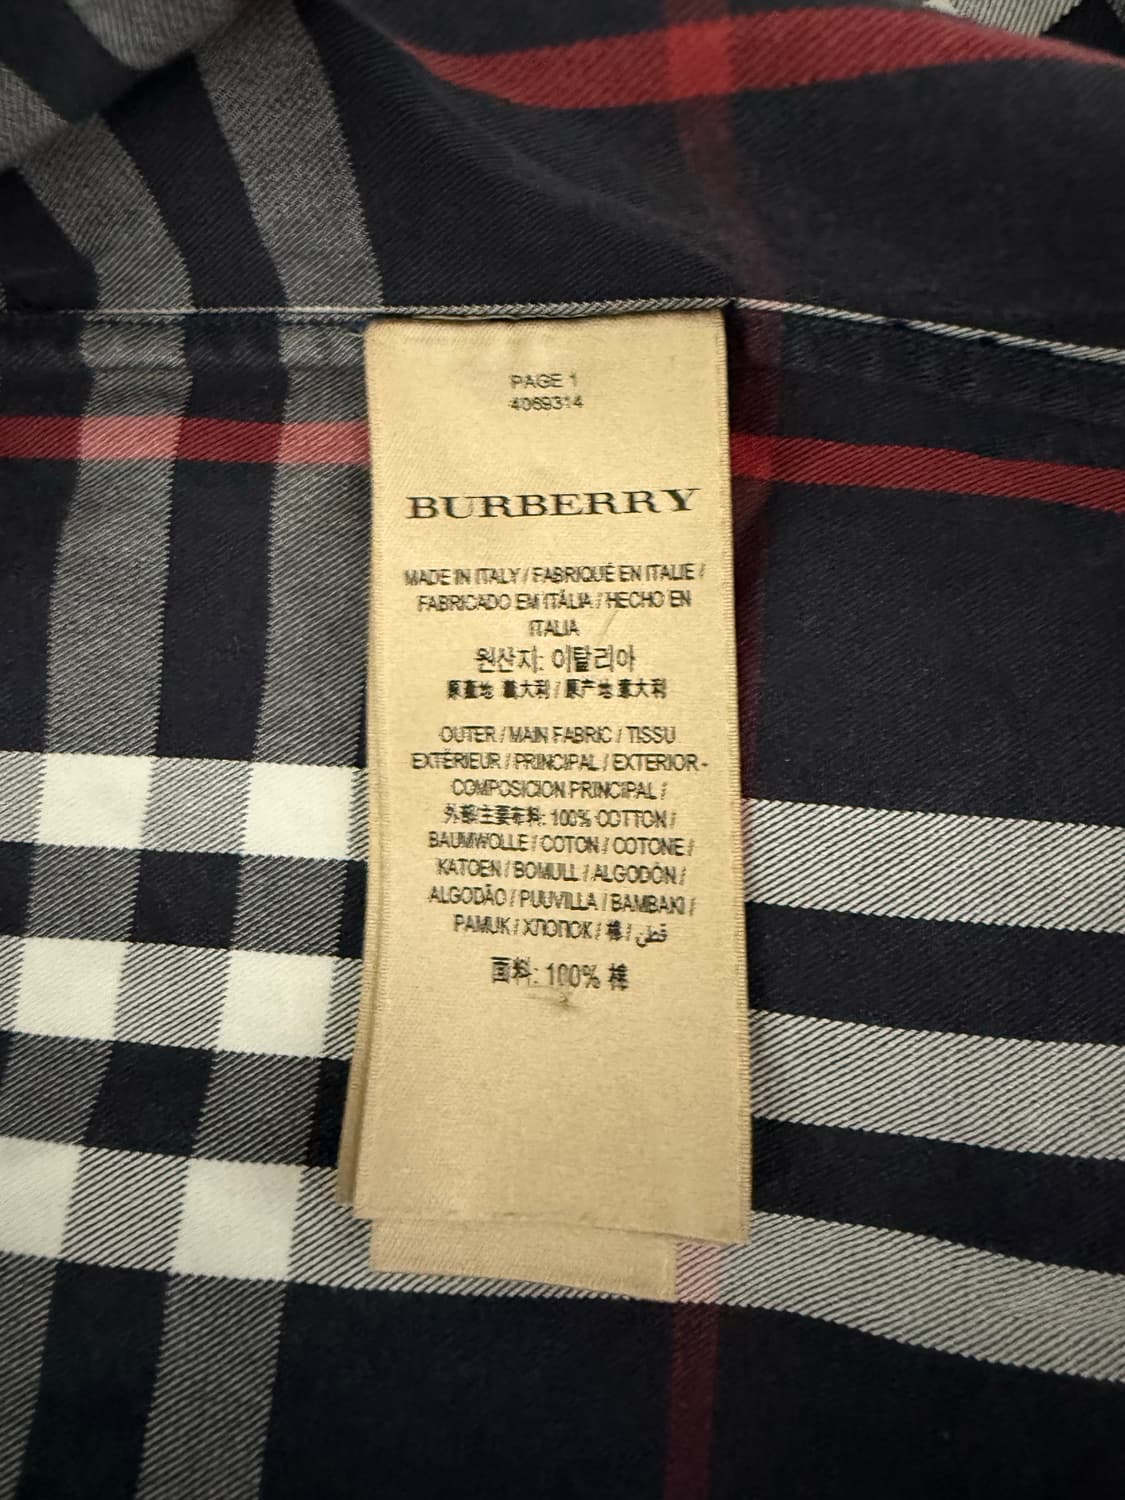 PAGE 1
4069314
BURBERRY
MADE IN ITALY / FABRIQUÉ EN ITALIE /
FABRICADO EM ITÁLIA / HECHO EN
ITALIA
원산지: 이탈리아
原產地 義大利 / 原产地 意大利
OUTER / MAIN FABRIC / TISSU
EXTÉRIEUR / PRINCIPAL / EXTERIOR -
COMPOSICION PRINCIPAL /
外部主要布料: 100% COTTON /
BAUMWOLLE / COTON / COTONE /
KATOEN / BOMULL / ALGODÓN /
ALGODÃO / PUUVILLA / BAMBAKI /
PAMUK / ХЛОПОК / 棉 / قطن
面料: 100% 棉